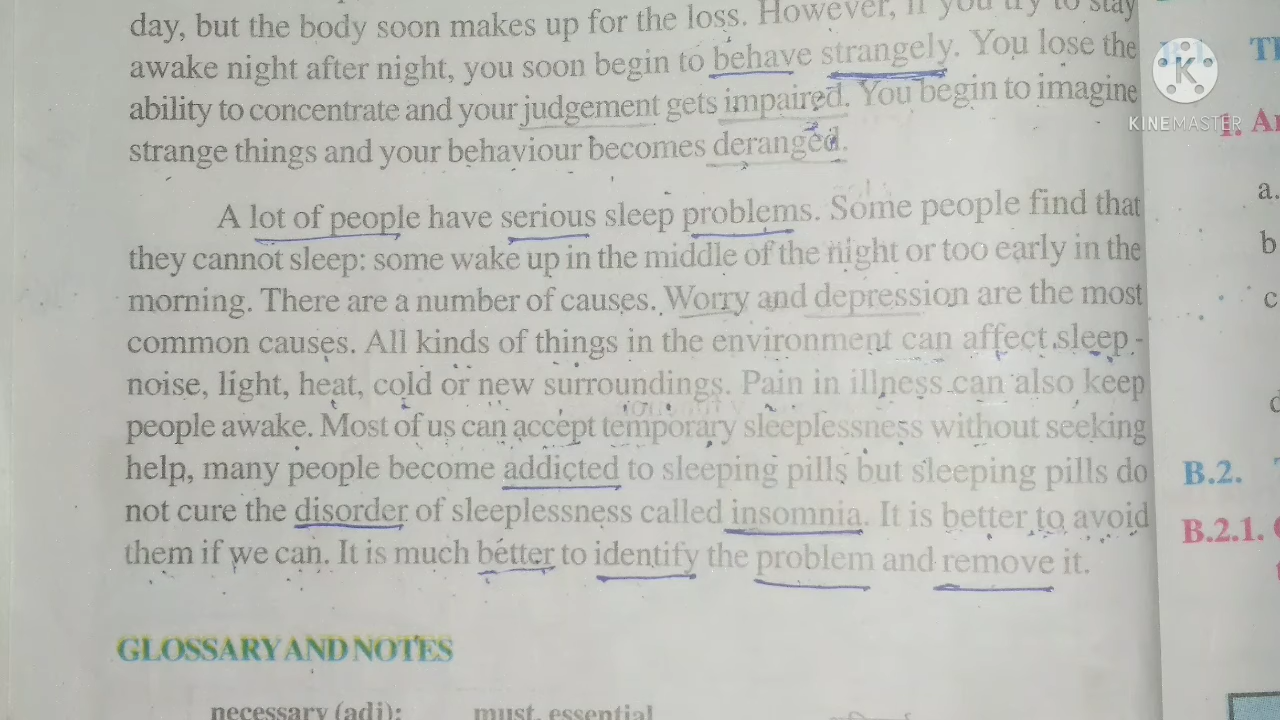 day, but the body soon makes up for the loss. However, if you try to stay
awake night after night, you soon begin to behave strangely. You lose the
ability to concentrate and your judgement gets impaired. You begin to imagine
strange things and your behaviour becomes deranged.
A lot of people have serious sleep problems. Some people find that
they cannot sleep: some wake up in the middle of the night or too early in the
morning. There are a number of causes. Worry and depression are the most
common causes. All kinds of things in the environment can affect sleep -
noise, light, heat, cold or new surroundings. Pain in illness can also keep
people awake. Most of us can accept temporary sleeplessness without seeking
help, many people become addicted to sleeping pills but sleeping pills do
not cure the disorder of sleeplessness called insomnia. It is better to avoid
them if we can. It is much better to identify the problem and remove it.
GLOSSARY AND NOTES
necessary (adj): must, essential
K
KINEMASTER
1.
a.
b
c
B.2.
B.2.1.